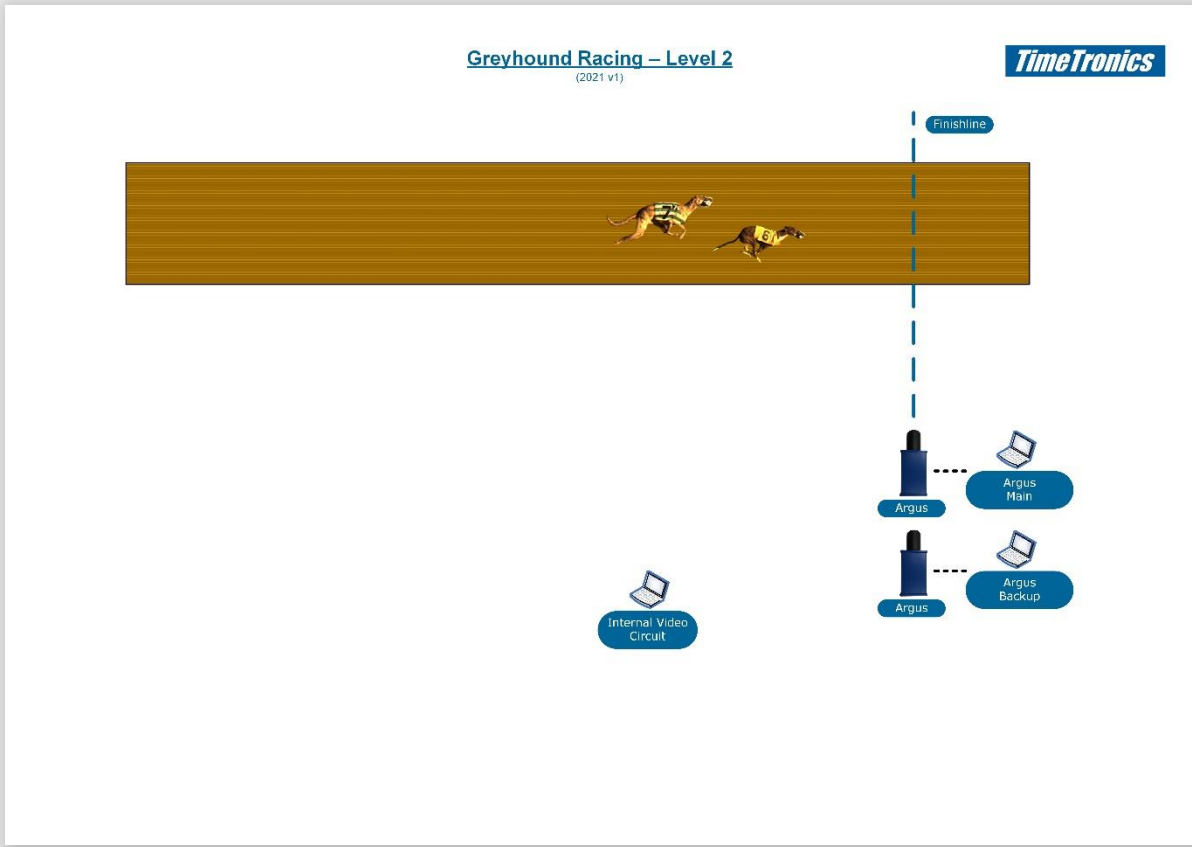 Greyhound Racing – Level 2
(2021 v1)
TimeTronics
Finishline
7
6
Argus
Argus
Main
Argus
Argus
Backup
Internal Video
Circuit